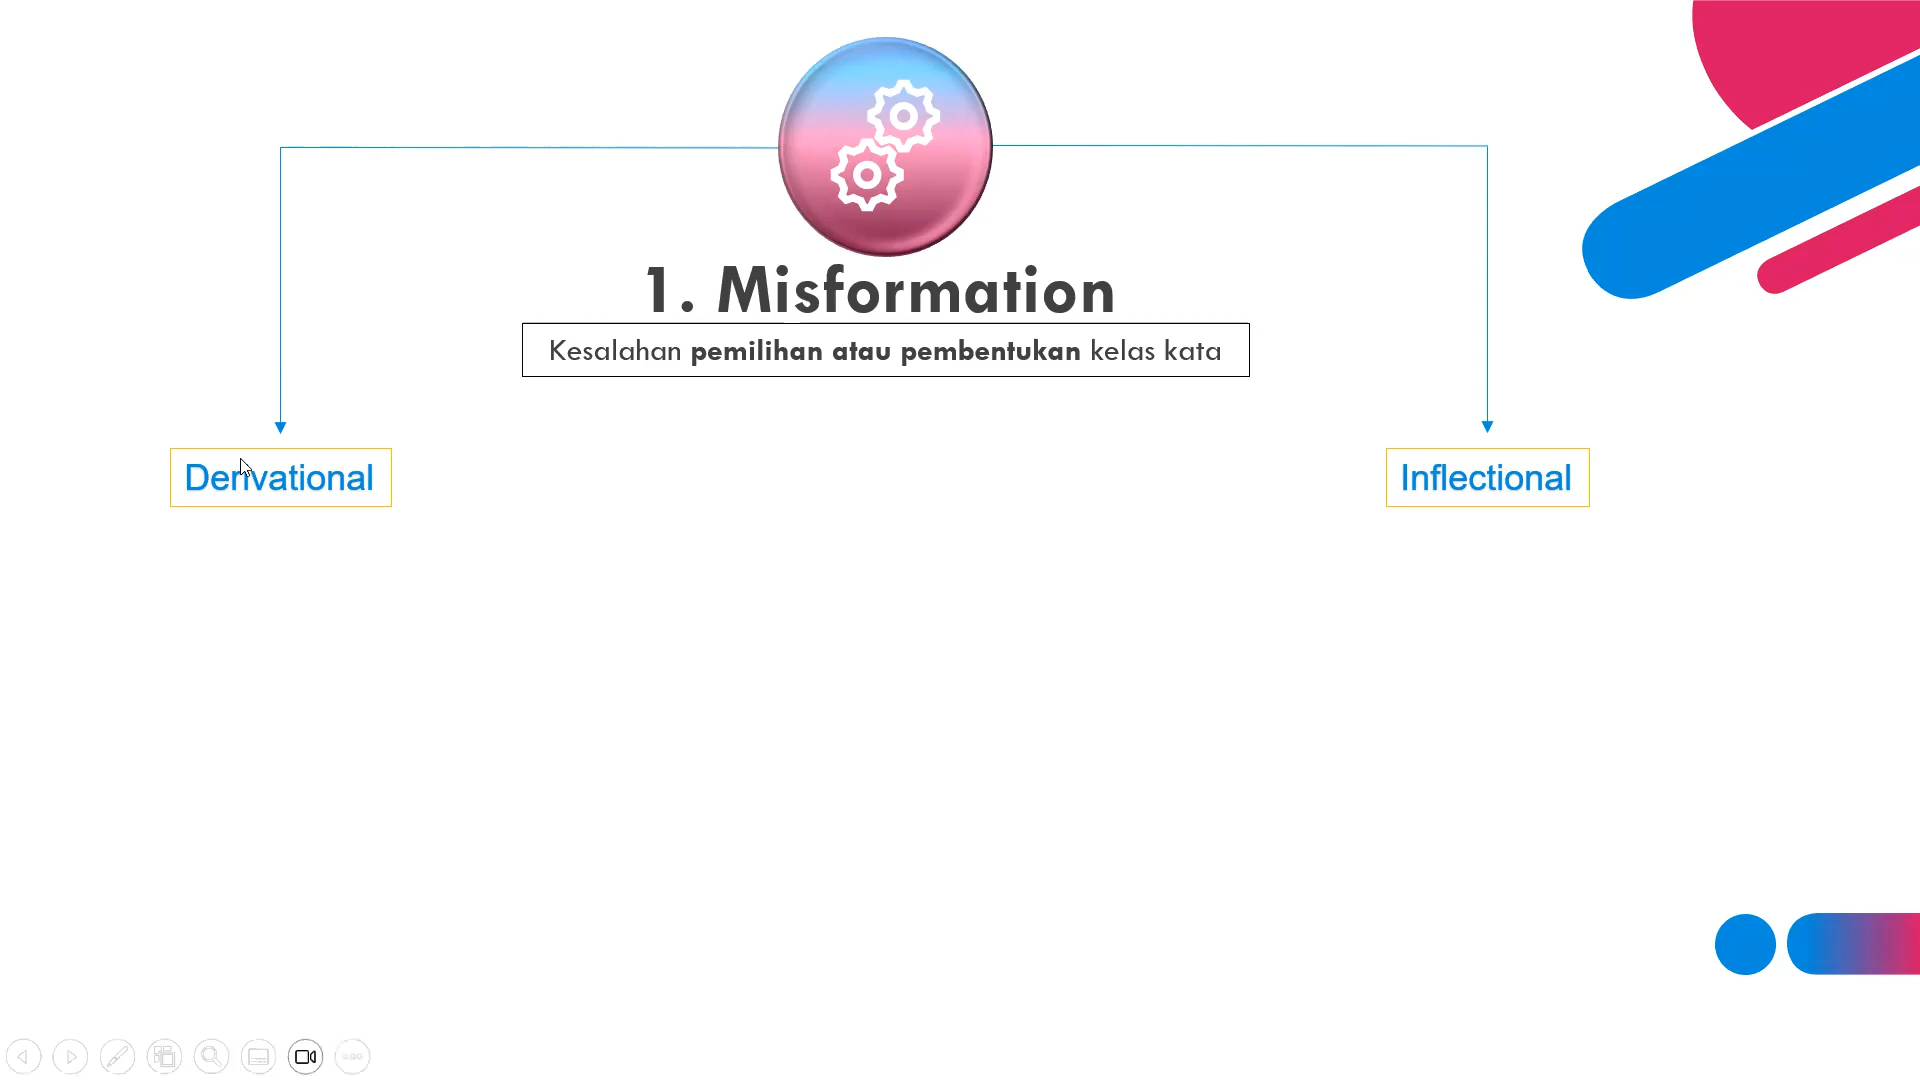 1. Misformation
Kesalahan pemilihan atau pembentukan kelas kata
Derivational
Inflectional